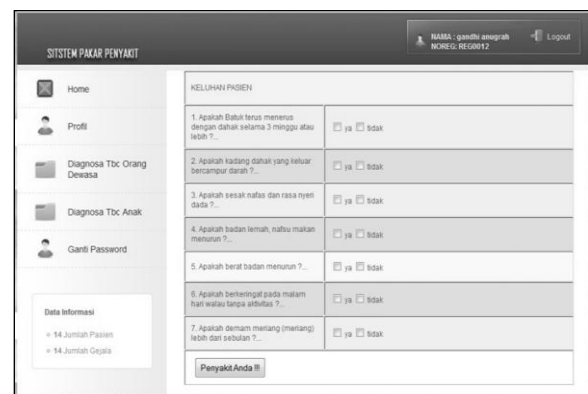 SITSTEM PAKAR PENYAKIT
NAMA : gandhi anugrah
NOREG: REG0012
Logout
Home
Profil
Diagnosa Tbc Orang
Dewasa
Diagnosa Tbc Anak
Ganti Password
Data Informasi
» 14 Jumlah Pasien
» 14 Jumlah Gejala
KELUHAN PASIEN
1. Apakah Batuk terus menerus
dengan dahak selama 3 minggu atau
lebih ?...
ya tidak
2. Apakah kadang dahak yang keluar
bercampur darah ?...
ya tidak
3. Apakah sesak nafas dan rasa nyeri
dada ?...
ya tidak
4. Apakah badan lemah, nafsu makan
menurun ?...
ya tidak
5. Apakah berat badan menurun ?...
ya tidak
6. Apakah berkeringat pada malam
hari walau tanpa aktivitas ?...
ya tidak
7. Apakah demam meriang (meriang)
lebih dari sebulan ?...
ya tidak
Penyakit Anda !!!